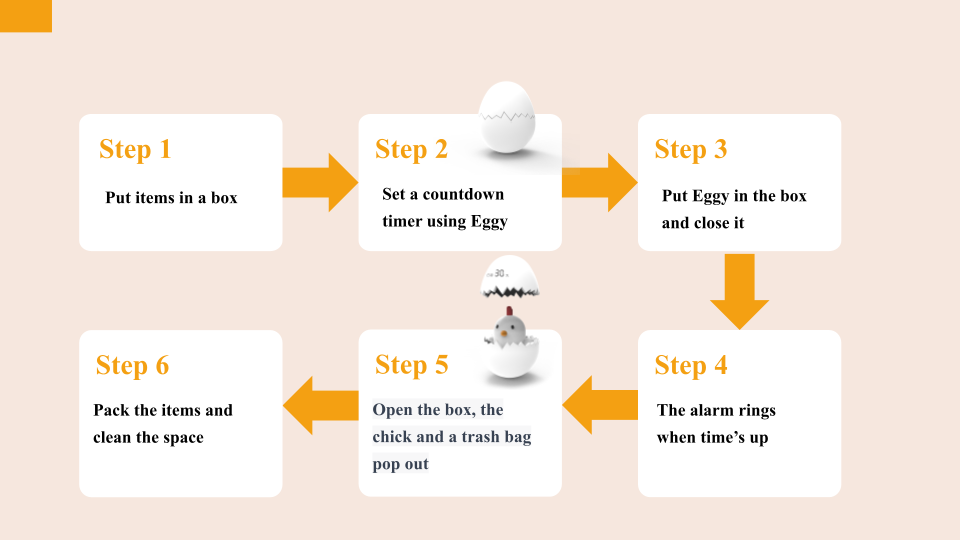 Step 1
Put items in a box
Step 2
Set a countdown
timer using Eggy
Step 3
Put Eggy in the box
and close it
Step 4
The alarm rings
when time’s up
30
Step 5
Open the box, the
chick and a trash bag
pop out
Step 6
Pack the items and
clean the space